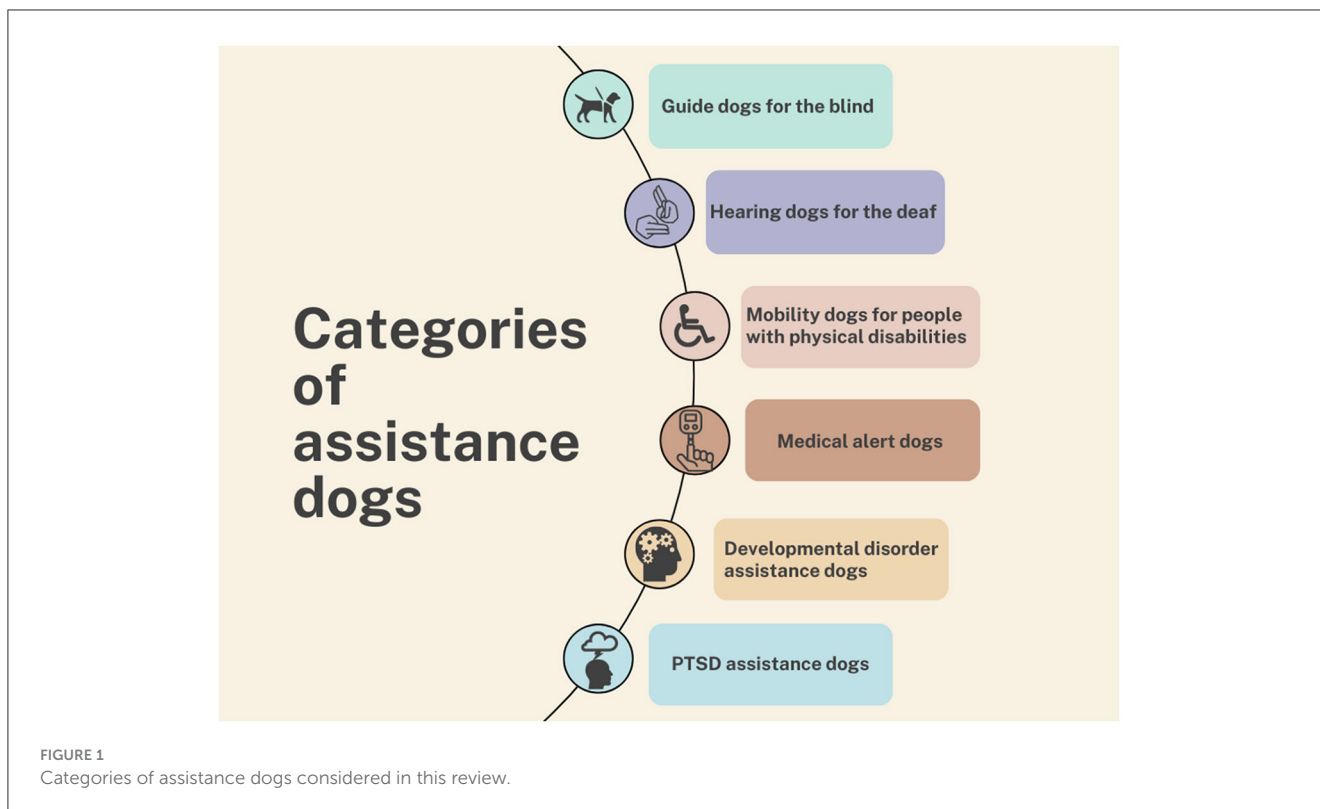 Categories
of
assistance
dogs
Guide dogs for the blind
Hearing dogs for the deaf
Mobility dogs for people
with physical disabilities
Medical alert dogs
Developmental disorder
assistance dogs
PTSD assistance dogs
FIGURE 1
Categories of assistance dogs considered in this review.